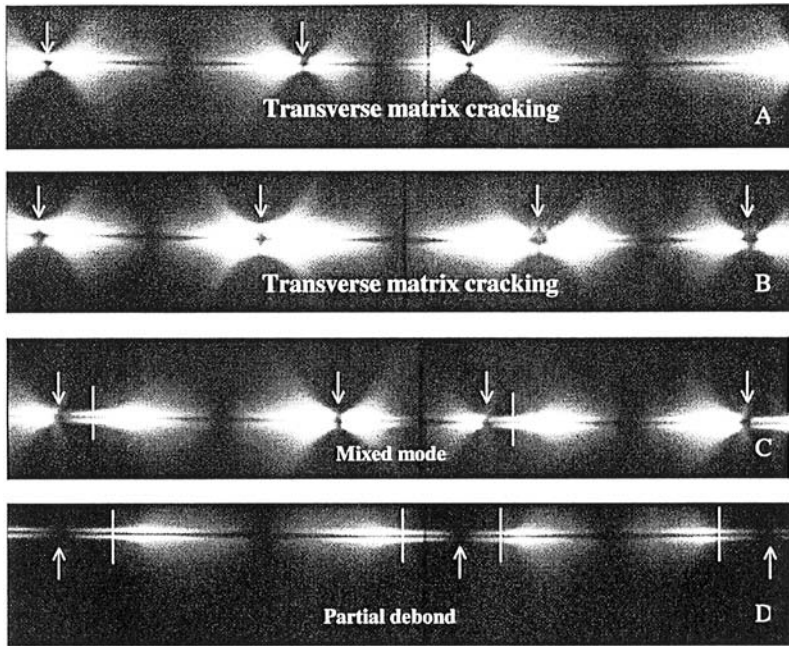 Transverse matrix cracking
A
Transverse matrix cracking
B
Mixed mode
C
Partial debond
D